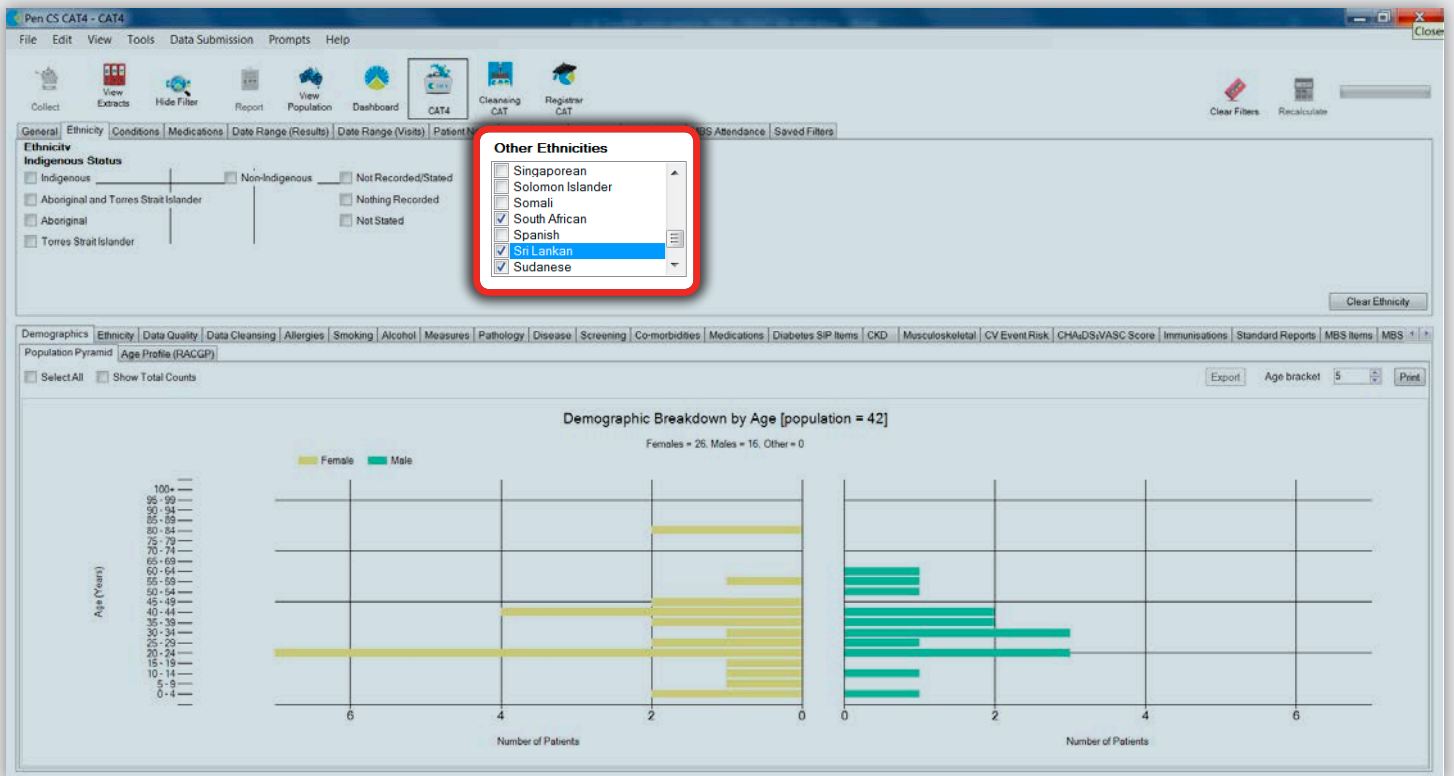 Pen CS CAT4 - CAT4
Close
File Edit View Tools Data Submission Prompts Help
Collect
View Extracts
Hide Filter
Report
View Population
Dashboard
CAT4
Cleansing CAT
Registrar CAT
Clear Filters
Recalculate
General Ethnicity Conditions Medications Date Range (Results) Date Range (Visits) Patient MBS Attendance Saved Filters
Ethnicity
Indigenous Status
Indigenous Non-Indigenous Not Recorded/Stated
Aboriginal and Torres Strait Islander Nothing Recorded
Aboriginal Not Stated
Torres Strait Islander
Other Ethnicities
Singaporean
Solomon Islander
Somali
South African
Spanish
Sri Lankan
Sudanese
Clear Ethnicity
Demographics Ethnicity Data Quality Data Cleansing Allergies Smoking Alcohol Measures Pathology Disease Screening Co-morbidities Medications Diabetes SIP Items CKD Musculoskeletal CV Event Risk CHA₂DS₂VASC Score Immunisations Standard Reports MBS Items MBS
Population Pyramid Age Profile (RACGP)
Select All Show Total Counts Export Age bracket 5 Print
Demographic Breakdown by Age [population = 42]
Females = 26, Males = 16, Other = 0
Female Male
100+
95 - 99
90 - 94
85 - 89
80 - 84
75 - 79
70 - 74
65 - 69
60 - 64
55 - 59
50 - 54
45 - 49
40 - 44
35 - 39
30 - 34
25 - 29
20 - 24
15 - 19
10 - 14
5 - 9
0 - 4
Age (Years)
6 4 2 0 0 2 4 6
Number of Patients Number of Patients